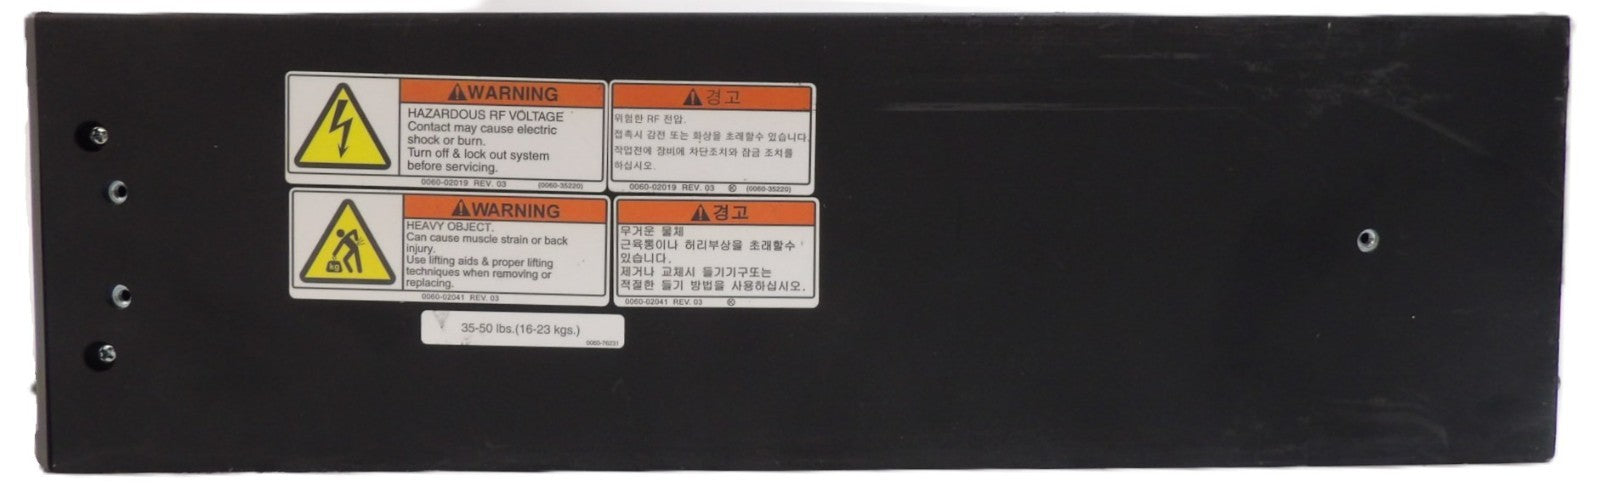 ⚠WARNING
HAZARDOUS RF VOLTAGE
Contact may cause electric
shock or burn.
Turn off & lock out system
before servicing.
0060-02019 REV. 03 (0060-35220)
⚠경고
위험한 RF 전압.
접촉시 감전 또는 화상을 초래할수 있습니다.
작업전에 장비에 차단조치와 잠금 조치를
하십시오.
0060-02019 REV. 03 Ⓚ (0060-35220)
⚠WARNING
HEAVY OBJECT.
Can cause muscle strain or back
injury.
Use lifting aids & proper lifting
techniques when removing or
replacing.
0060-02041 REV. 03
kg
⚠경고
무거운 물체
근육통이나 허리부상을 초래할수
있습니다.
제거나 교체시 들기기구또는
적절한 들기 방법을 사용하십시오.
0060-02041 REV. 03 Ⓚ
35-50 lbs.(16-23 kgs.)
0060-76231